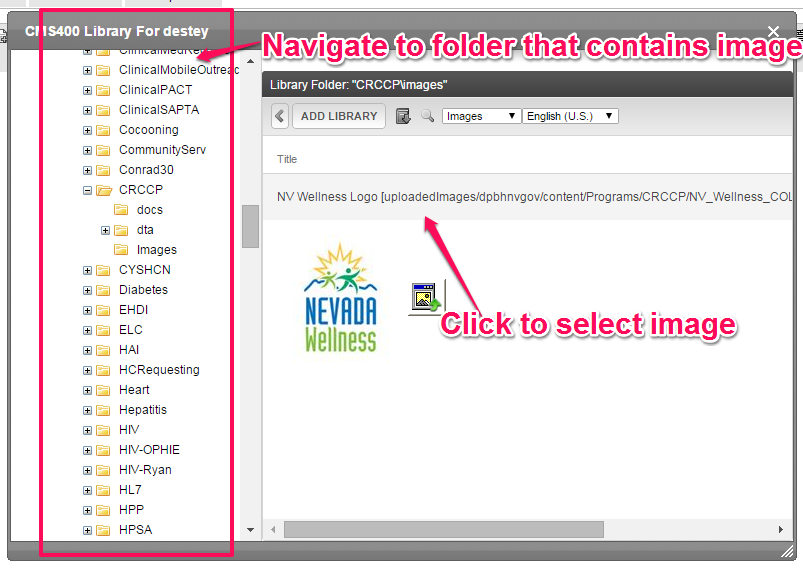 CMS400 Library For destey
Navigate to folder that contains image
ClinicalMobileOutreac
ClinicalPACT
ClinicalSAPTA
Cocooning
CommunityServ
Conrad30
CRCCP
docs
dta
Images
CYSHCN
Diabetes
EHDI
ELC
HAI
HCRequesting
Heart
Hepatitis
HIV
HIV-OPHIE
HIV-Ryan
HL7
HPP
HPSA
Library Folder: "CRCCP\images"
ADD LIBRARY
Images
English (U.S.)
Title
NV Wellness Logo [uploadedImages/dpbhnvgov/content/Programs/CRCCP/NV_Wellness_COL
NEVADA
Wellness
Click to select image